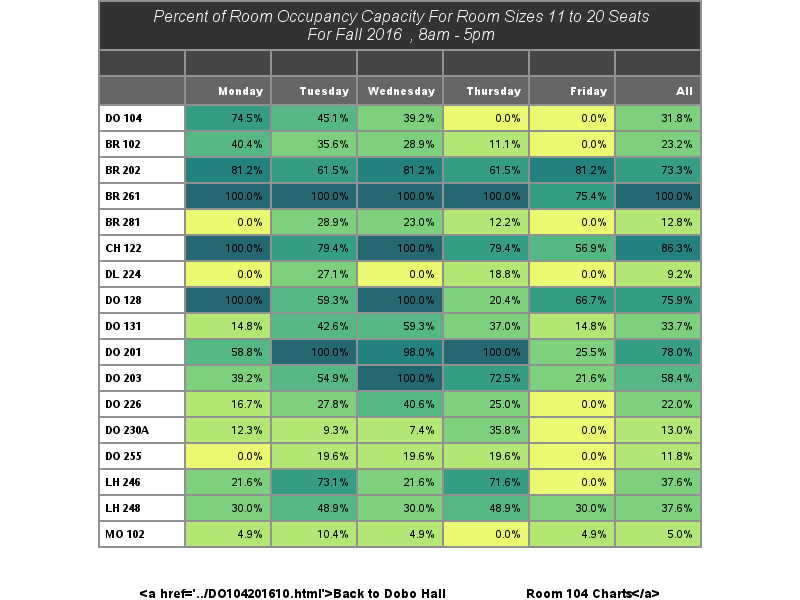 Percent of Room Occupancy Capacity For Room Sizes 11 to 20 Seats
For Fall 2016 , 8am - 5pm
Monday Tuesday Wednesday Thursday Friday All
DO 104 74.5% 45.1% 39.2% 0.0% 0.0% 31.8%
BR 102 40.4% 35.6% 28.9% 11.1% 0.0% 23.2%
BR 202 81.2% 61.5% 81.2% 61.5% 81.2% 73.3%
BR 261 100.0% 100.0% 100.0% 100.0% 75.4% 100.0%
BR 281 0.0% 28.9% 23.0% 12.2% 0.0% 12.8%
CH 122 100.0% 79.4% 100.0% 79.4% 56.9% 86.3%
DL 224 0.0% 27.1% 0.0% 18.8% 0.0% 9.2%
DO 128 100.0% 59.3% 100.0% 20.4% 66.7% 75.9%
DO 131 14.8% 42.6% 59.3% 37.0% 14.8% 33.7%
DO 201 58.8% 100.0% 98.0% 100.0% 25.5% 78.0%
DO 203 39.2% 54.9% 100.0% 72.5% 21.6% 58.4%
DO 226 16.7% 27.8% 40.6% 25.0% 0.0% 22.0%
DO 230A 12.3% 9.3% 7.4% 35.8% 0.0% 13.0%
DO 255 0.0% 19.6% 19.6% 19.6% 0.0% 11.8%
LH 246 21.6% 73.1% 21.6% 71.6% 0.0% 37.6%
LH 248 30.0% 48.9% 30.0% 48.9% 30.0% 37.6%
MO 102 4.9% 10.4% 4.9% 0.0% 4.9% 5.0%
<a href='../DO104201610.html'>Back to Dobo Hall Room 104 Charts</a>